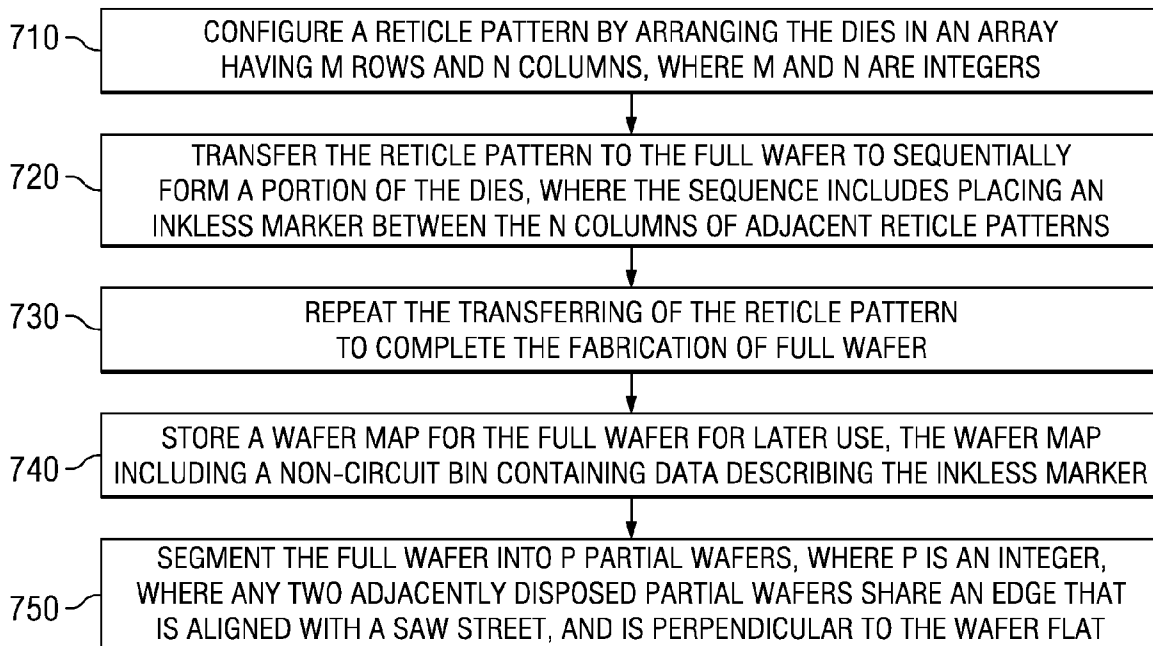 710
CONFIGURE A RETICLE PATTERN BY ARRANGING THE DIES IN AN ARRAY
HAVING M ROWS AND N COLUMNS, WHERE M AND N ARE INTEGERS
720
TRANSFER THE RETICLE PATTERN TO THE FULL WAFER TO SEQUENTIALLY
FORM A PORTION OF THE DIES, WHERE THE SEQUENCE INCLUDES PLACING AN
INKLESS MARKER BETWEEN THE N COLUMNS OF ADJACENT RETICLE PATTERNS
730
REPEAT THE TRANSFERRING OF THE RETICLE PATTERN
TO COMPLETE THE FABRICATION OF FULL WAFER
740
STORE A WAFER MAP FOR THE FULL WAFER FOR LATER USE, THE WAFER MAP
INCLUDING A NON-CIRCUIT BIN CONTAINING DATA DESCRIBING THE INKLESS MARKER
750
SEGMENT THE FULL WAFER INTO P PARTIAL WAFERS, WHERE P IS AN INTEGER,
WHERE ANY TWO ADJACENTLY DISPOSED PARTIAL WAFERS SHARE AN EDGE THAT
IS ALIGNED WITH A SAW STREET, AND IS PERPENDICULAR TO THE WAFER FLAT